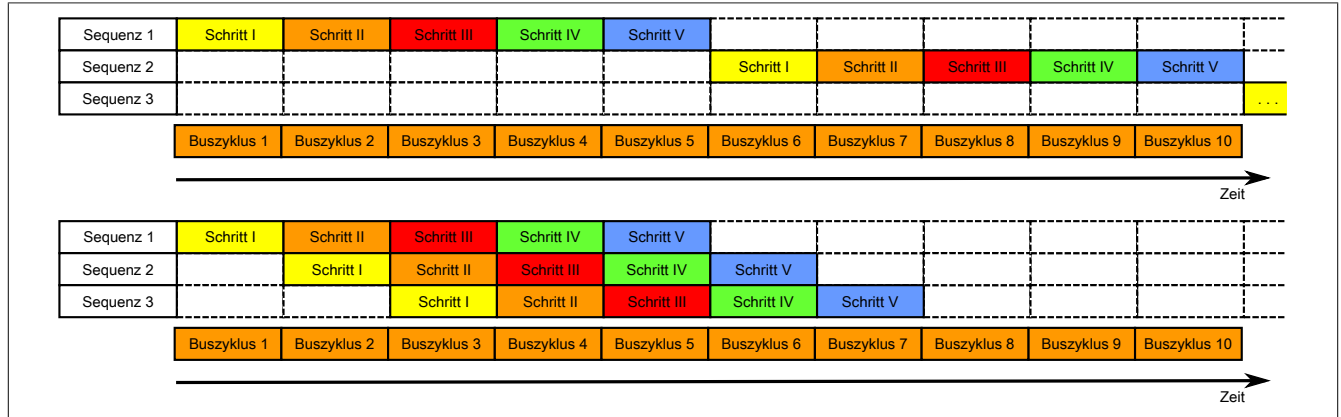 Sequenz 1 Schritt I Schritt II Schritt III Schritt IV Schritt V
Sequenz 2 Schritt I Schritt II Schritt III Schritt IV Schritt V
Sequenz 3 . . .
Buszyklus 1 Buszyklus 2 Buszyklus 3 Buszyklus 4 Buszyklus 5 Buszyklus 6 Buszyklus 7 Buszyklus 8 Buszyklus 9 Buszyklus 10
Zeit
Sequenz 1 Schritt I Schritt II Schritt III Schritt IV Schritt V
Sequenz 2 Schritt I Schritt II Schritt III Schritt IV Schritt V
Sequenz 3 Schritt I Schritt II Schritt III Schritt IV Schritt V
Buszyklus 1 Buszyklus 2 Buszyklus 3 Buszyklus 4 Buszyklus 5 Buszyklus 6 Buszyklus 7 Buszyklus 8 Buszyklus 9 Buszyklus 10
Zeit